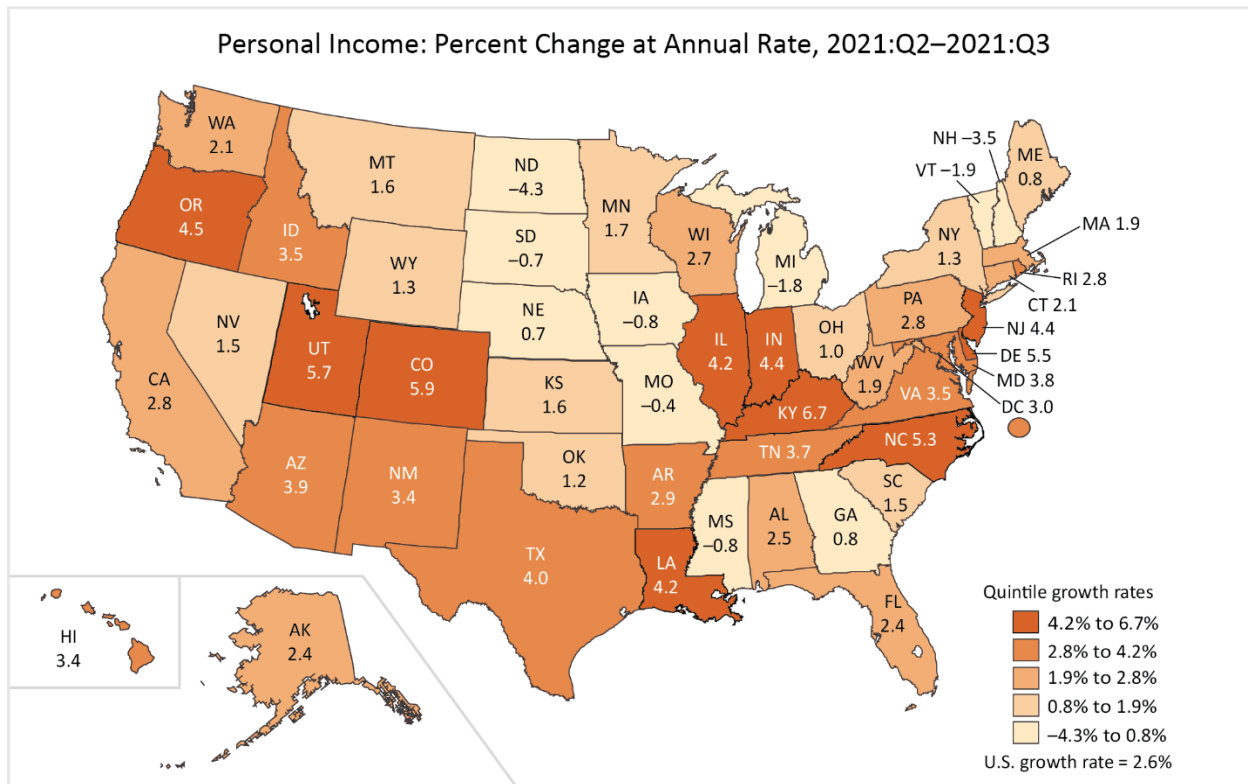 Personal Income: Percent Change at Annual Rate, 2021:Q2–2021:Q3
WA
2.1
OR
4.5
ID
3.5
MT
1.6
ND
–4.3
SD
–0.7
MN
1.7
WI
2.7
MI
–1.8
NH –3.5
VT –1.9
ME
0.8
NY
1.3
MA 1.9
RI 2.8
CT 2.1
PA
2.8
NJ 4.4
DE 5.5
MD 3.8
DC 3.0
WY
1.3
NE
0.7
IA
–0.8
NV
1.5
UT
5.7
CO
5.9
CA
2.8
KS
1.6
MO
–0.4
IL
4.2
IN
4.4
OH
1.0
WV
1.9
VA 3.5
KY 6.7
NC 5.3
TN 3.7
AZ
3.9
NM
3.4
OK
1.2
AR
2.9
SC
1.5
MS
–0.8
AL
2.5
GA
0.8
TX
4.0
LA
4.2
FL
2.4
HI
3.4
AK
2.4
Quintile growth rates
4.2% to 6.7%
2.8% to 4.2%
1.9% to 2.8%
0.8% to 1.9%
–4.3% to 0.8%
U.S. growth rate = 2.6%